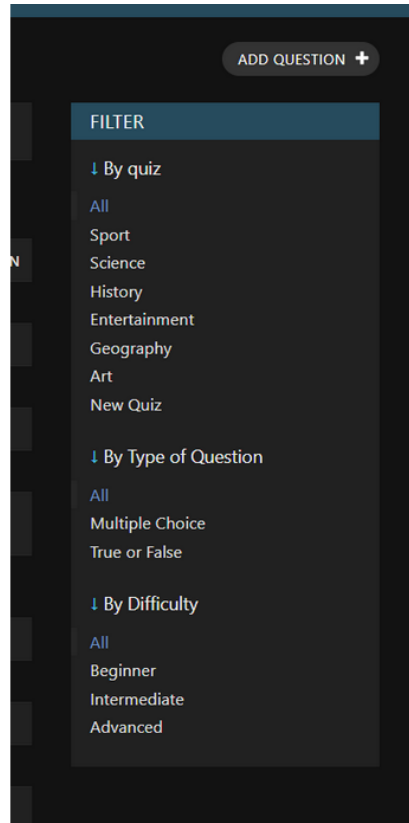 ADD QUESTION +
FILTER
↓ By quiz
All
Sport
Science
N
History
Entertainment
Geography
Art
New Quiz
↓ By Type of Question
All
Multiple Choice
True or False
↓ By Difficulty
All
Beginner
Intermediate
Advanced